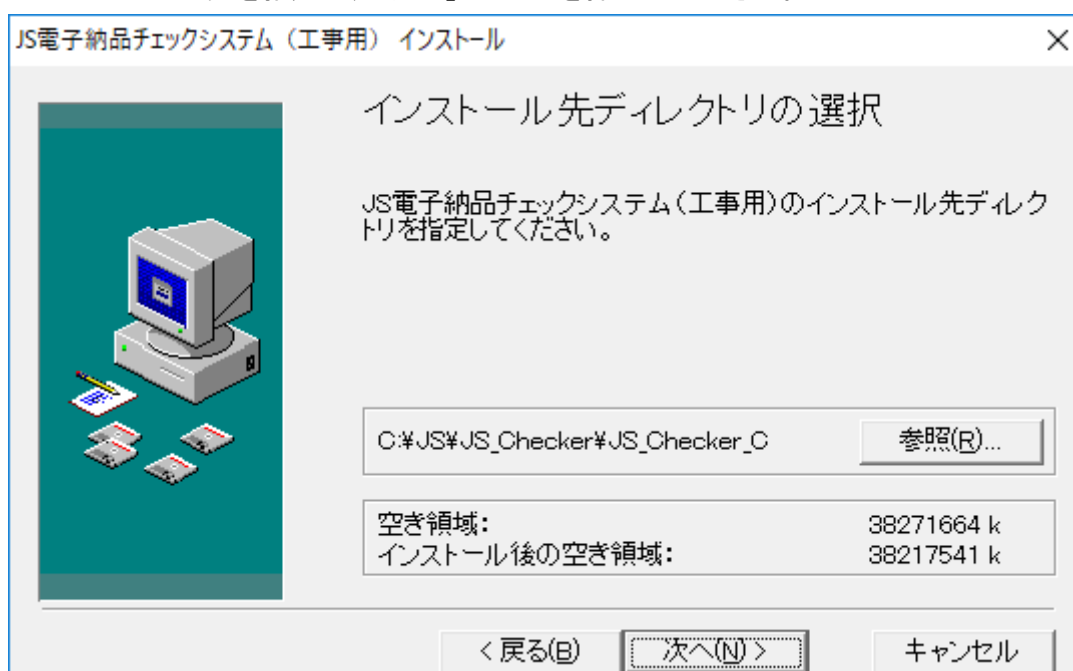 JS電子納品チェックシステム（工事用） インストール
インストール先ディレクトリの選択
JS電子納品チェックシステム(工事用)のインストール先ディレク
トリを指定してください。
C:¥JS¥JS_Checker¥JS_Checker_C
参照(R)...
空き領域: 38271664 k
インストール後の空き領域: 38217541 k
< 戻る(B)
次へ(N) >
キャンセル